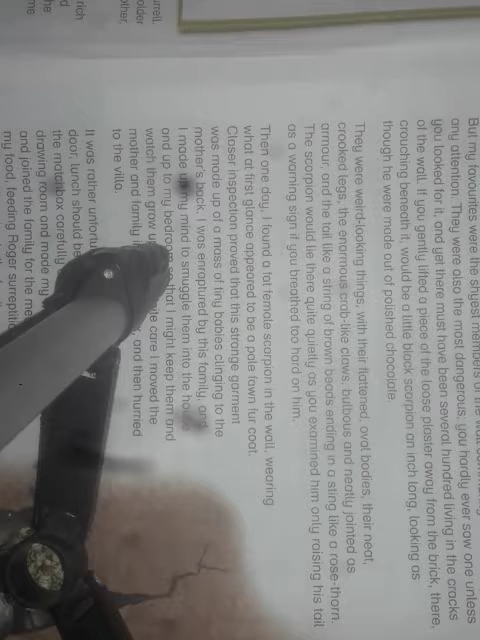 But my favourites were the shyest members of the wall
any attention. They were also the most dangerous; you hardly ever saw one unless
you looked for it, and yet there must have been several hundred living in the cracks
of the wall. If you gently lifted a piece of the loose plaster away from the brick, there,
crouching beneath it, would be a little black scorpion an inch long, looking as
though he were made out of polished chocolate.
They were weird-looking things, with their flattened, oval bodies, their neat,
crooked legs, the enormous crab-like claws, bulbous and neatly jointed as
armour, and the tail like a string of brown beads ending in a sting like a rose-thorn.
The scorpion would lie there quite quietly as you examined him, only raising his tail
as a warning sign if you breathed too hard on him.
Then one day, I found a fat female scorpion in the wall, wearing
what at first glance appeared to be a pale fawn fur coat.
Closer inspection proved that this strange garment
was made up of a mass of tiny babies clinging to the
mother's back. I was enraptured by this family, and
I made my mind to smuggle them into the
and up to my bedroom so that I might keep them and
watch them grow care I moved the
mother and family and then hurried
to the villa.
It was rather
door, lunch should be
the matchbox carefully
drawing room and made my
and joined the family for the
my food, feeding Roger
urrell.
older
other,
rich
d
he
me